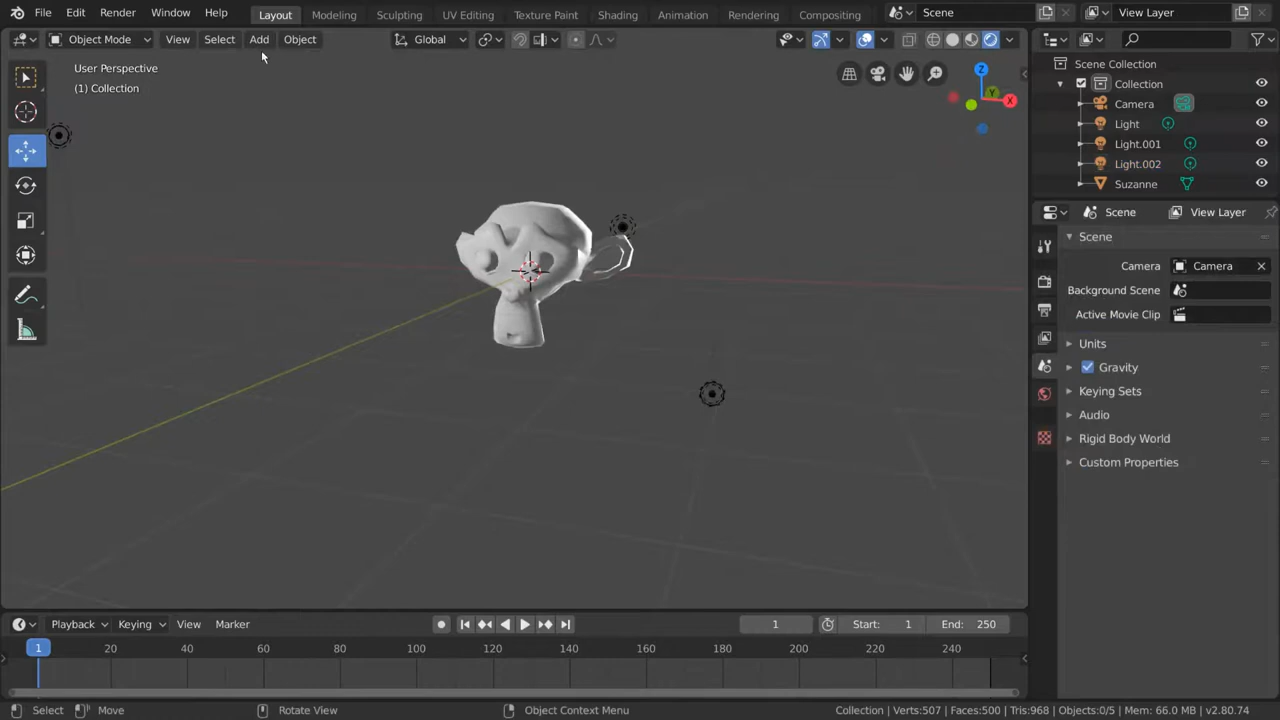 File Edit Render Window Help Layout Modeling Sculpting UV Editing Texture Paint Shading Animation Rendering Compositing Scene View Layer
Object Mode View Select Add Object Global
User Perspective
(1) Collection
Scene Collection
Collection
Camera
Light
Light.001
Light.002
Suzanne
Scene View Layer
Scene
Camera Camera
Background Scene
Active Movie Clip
Units
Gravity
Keying Sets
Audio
Rigid Body World
Custom Properties
X
Y
Z
Playback Keying View Marker 1 Start: 1 End: 250
1 20 40 60 80 100 120 140 160 180 200 220 240
Select Move Rotate View Object Context Menu Collection | Verts:507 | Faces:500 | Tris:968 | Objects:0/5 | Mem: 66.0 MB | v2.80.74